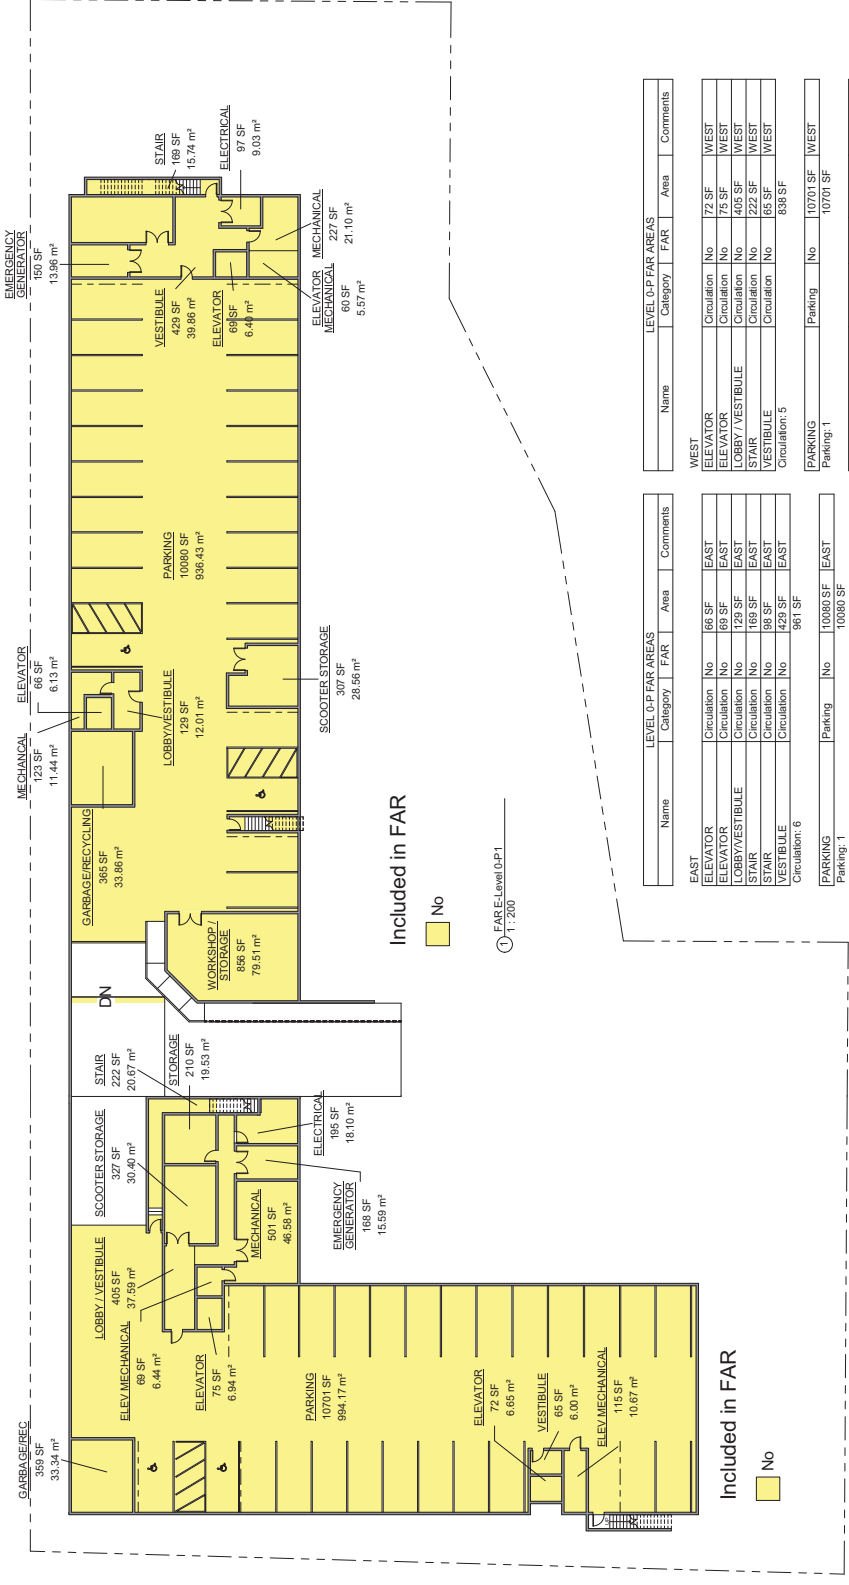 GARBAGE/REC
359 SF
33.34 m²
LOBBY / VESTIBULE
405 SF
37.59 m²
ELEV MECHANICAL
69 SF
6.44 m²
ELEVATOR
75 SF
6.94 m²
PARKING
10701 SF
994.17 m²
ELEVATOR
72 SF
6.65 m²
VESTIBULE
65 SF
6.00 m²
ELEV MECHANICAL
115 SF
10.67 m²
UP
SCOOTER STORAGE
327 SF
30.40 m²
STAIR
222 SF
20.67 m²
STORAGE
210 SF
19.53 m²
MECHANICAL
501 SF
46.58 m²
EMERGENCY
GENERATOR
168 SF
15.59 m²
ELECTRICAL
195 SF
18.10 m²
DN
GARBAGE/RECYCLING
365 SF
33.86 m²
WORKSHOP /
STORAGE
856 SF
79.51 m²
MECHANCAL
123 SF
11.44 m²
ELEVATOR
66 SF
6.13 m²
LOBBY/VESTIBULE
129 SF
12.01 m²
SCOOTER STORAGE
307 SF
28.56 m²
PARKING
10080 SF
936.43 m²
EMERGENCY
GENERATOR
150 SF
13.96 m²
VESTIBULE
429 SF
39.86 m²
ELEVATOR
69 SF
6.40 m²
ELEVATOR
MECHANICAL
60 SF
5.57 m²
MECHANICAL
227 SF
21.10 m²
STAIR
169 SF
15.74 m²
ELECTRICAL
97 SF
9.03 m²
Included in FAR
No
Included in FAR
No
1 FAR E-Level 0-P1
1 : 200
LEVEL 0-P FAR AREAS
Name Category FAR Area Comments
EAST
ELEVATOR Circulation No 66 SF EAST
ELEVATOR Circulation No 69 SF EAST
LOBBY/VESTIBULE Circulation No 129 SF EAST
STAIR Circulation No 169 SF EAST
STAIR Circulation No 98 SF EAST
VESTIBULE Circulation No 429 SF EAST
Circulation: 6 961 SF
PARKING Parking No 10080 SF EAST
Parking: 1 10080 SF
LEVEL 0-P FAR AREAS
Name Category FAR Area Comments
WEST
ELEVATOR Circulation No 72 SF WEST
ELEVATOR Circulation No 75 SF WEST
LOBBY / VESTIBULE Circulation No 405 SF WEST
STAIR Circulation No 222 SF WEST
VESTIBULE Circulation No 65 SF WEST
Circulation: 5 838 SF
PARKING Parking No 10701 SF WEST
Parking: 1 10701 SF